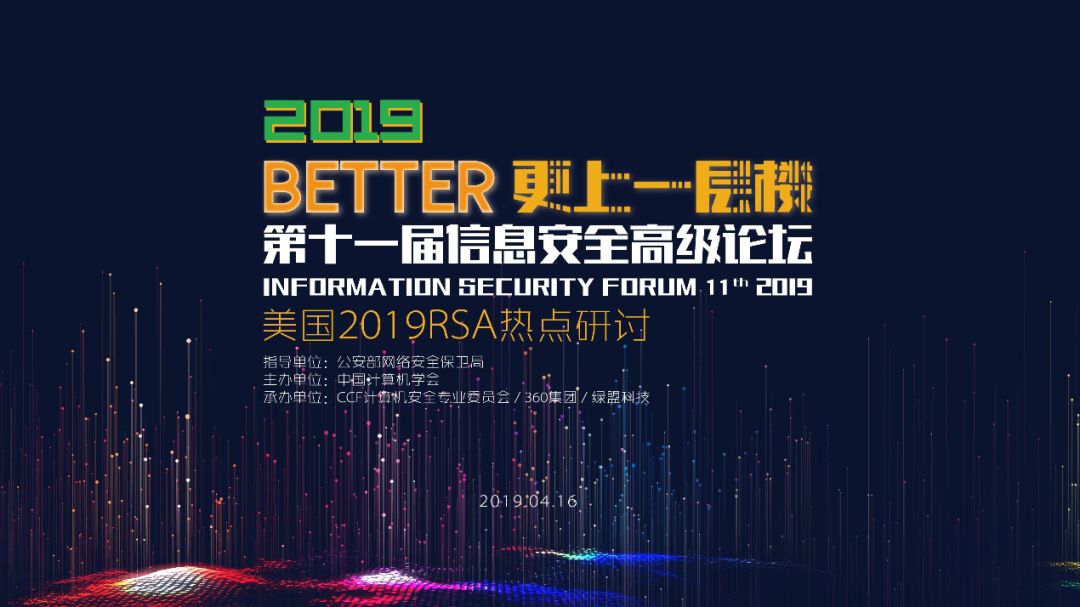 2019
BETTER 更上一层楼
第十一届信息安全高级论坛
INFORMATION SECURITY FORUM 11th 2019
美国2019RSA热点研讨
指导单位：公安部网络安全保卫局
主办单位：中国计算机学会
承办单位：CCF计算机安全专业委员会 / 360集团 / 绿盟科技
2019.04.16